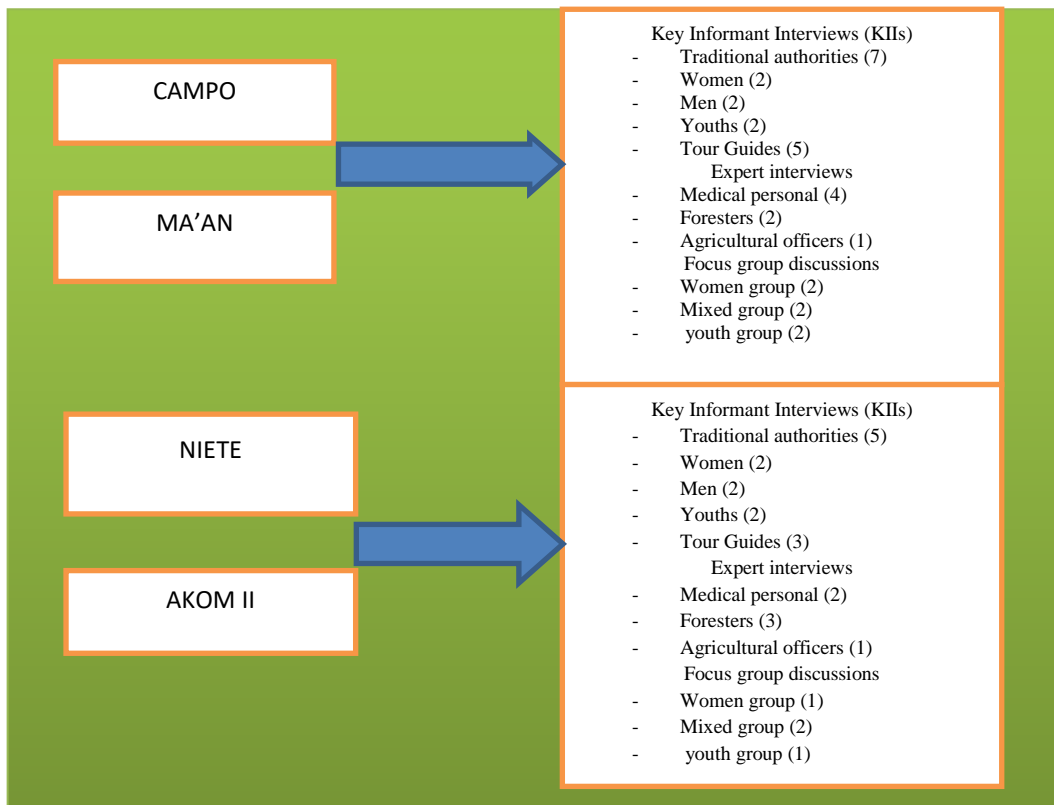 CAMPO
MA’AN
Key Informant Interviews (KIIs)
- Traditional authorities (7)
- Women (2)
- Men (2)
- Youths (2)
- Tour Guides (5)
Expert interviews
- Medical personal (4)
- Foresters (2)
- Agricultural officers (1)
Focus group discussions
- Women group (2)
- Mixed group (2)
- youth group (2)
NIETE
AKOM II
Key Informant Interviews (KIIs)
- Traditional authorities (5)
- Women (2)
- Men (2)
- Youths (2)
- Tour Guides (3)
Expert interviews
- Medical personal (2)
- Foresters (3)
- Agricultural officers (1)
Focus group discussions
- Women group (1)
- Mixed group (2)
- youth group (1)